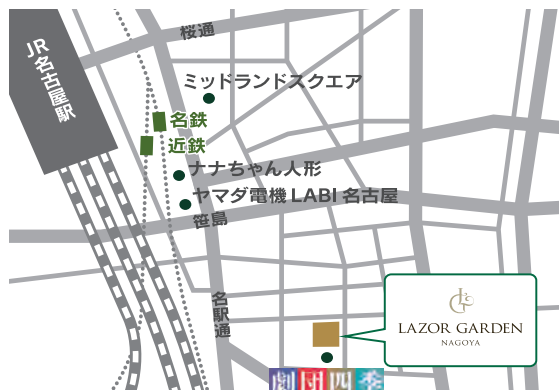 桜通
JR名古屋駅
ミッドランドスクエア
名鉄
近鉄
ナナちゃん人形
ヤマダ電機 LABI 名古屋
笹島
名駅通
LAZOR GARDEN
NAGOYA
劇団四季